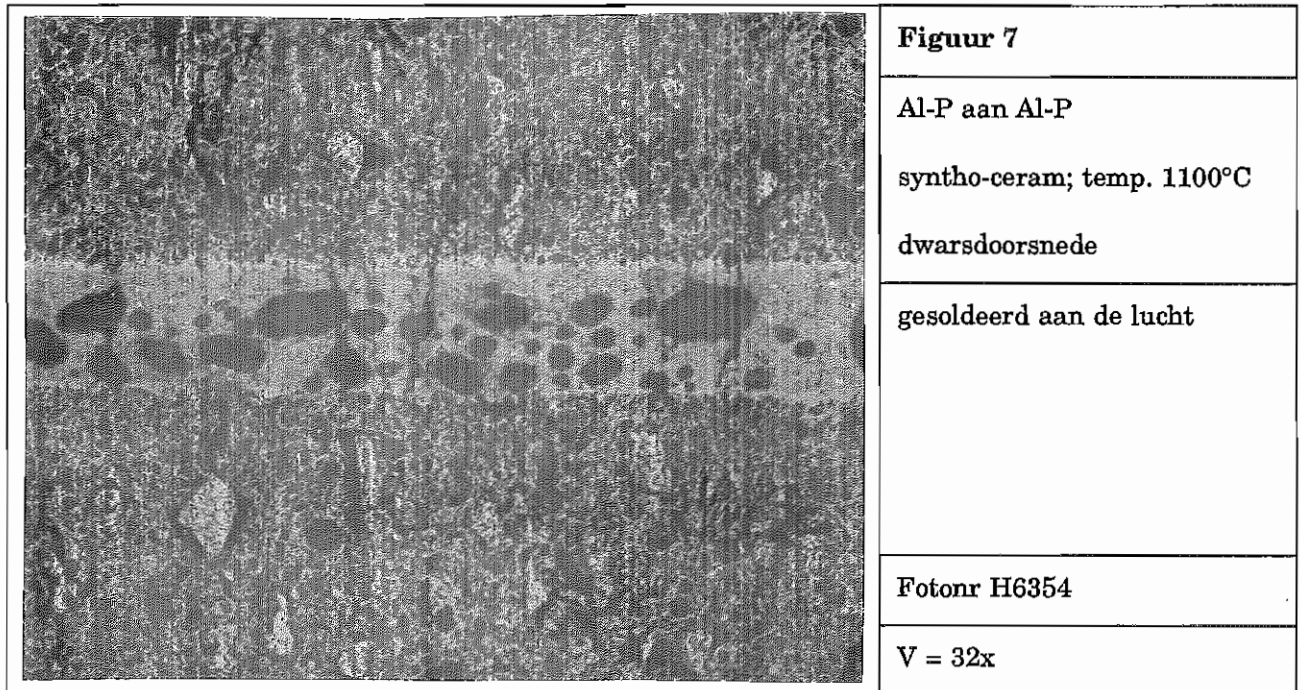 Figuur 7
Al-P aan Al-P
syntho-ceram; temp. 1100°C
dwarsdoorsnede
gesoldeerd aan de lucht
Fotonr H6354
V = 32x